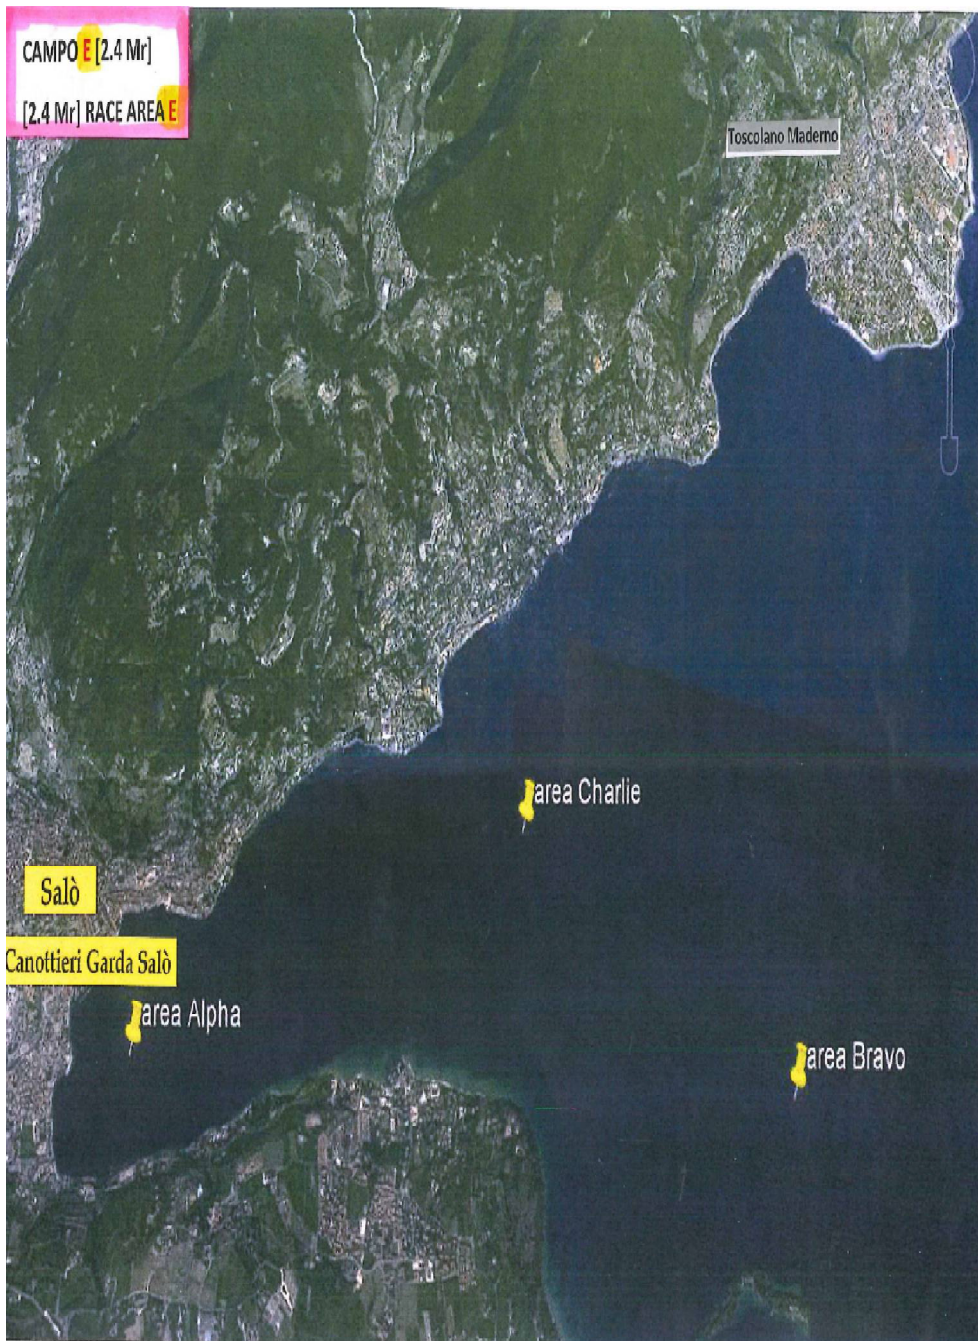 CAMPO E [2.4 Mr]
[2.4 Mr] RACE AREA E
Toscolano Maderno
area Charlie
Salò
Canottieri Garda Salò
area Alpha
area Bravo